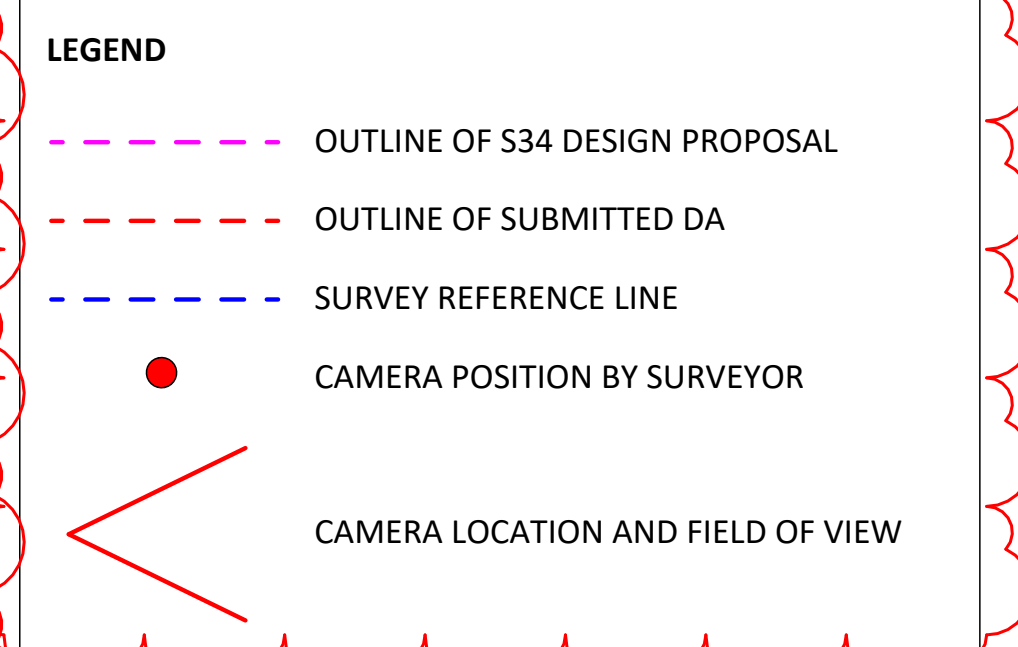 LEGEND
OUTLINE OF S34 DESIGN PROPOSAL
OUTLINE OF SUBMITTED DA
SURVEY REFERENCE LINE
CAMERA POSITION BY SURVEYOR
CAMERA LOCATION AND FIELD OF VIEW